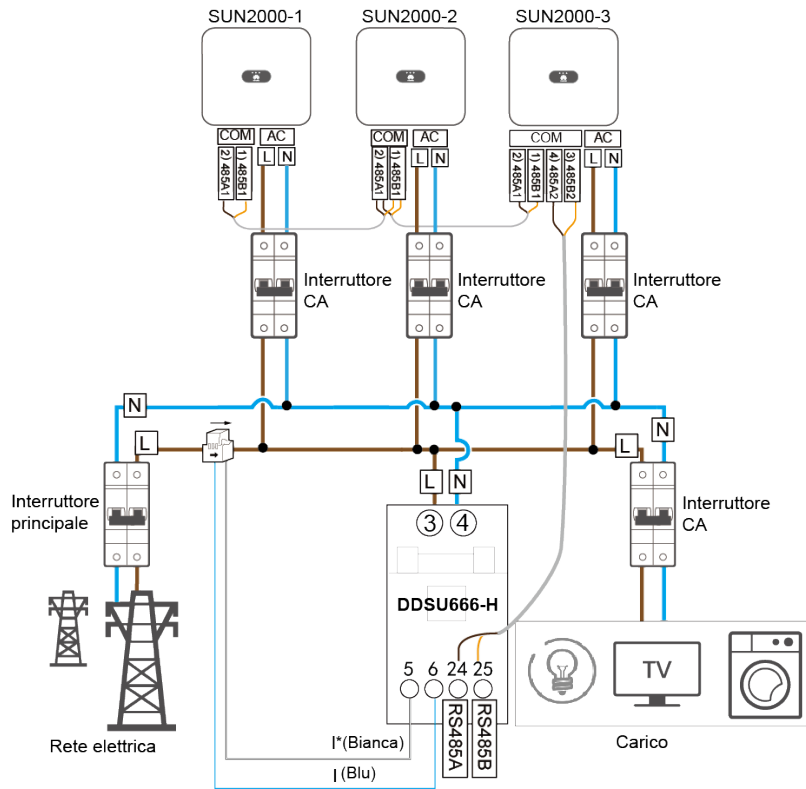 SUN2000-1
SUN2000-2
SUN2000-3
COM
AC
COM
AC
COM
AC
2) 485A1
1) 485B1
L
N
2) 485A1
1) 485B1
L
N
2) 485A1
1) 485B1
4) 485A2
3) 485B2
L
N
Interruttore
CA
Interruttore
CA
Interruttore
CA
N
L
L
N
Interruttore
principale
L
N
3
4
Interruttore
CA
DDSU666-H
5
6
24
25
RS485A
RS485B
TV
Rete elettrica
I*(Bianca)
I (Blu)
Carico